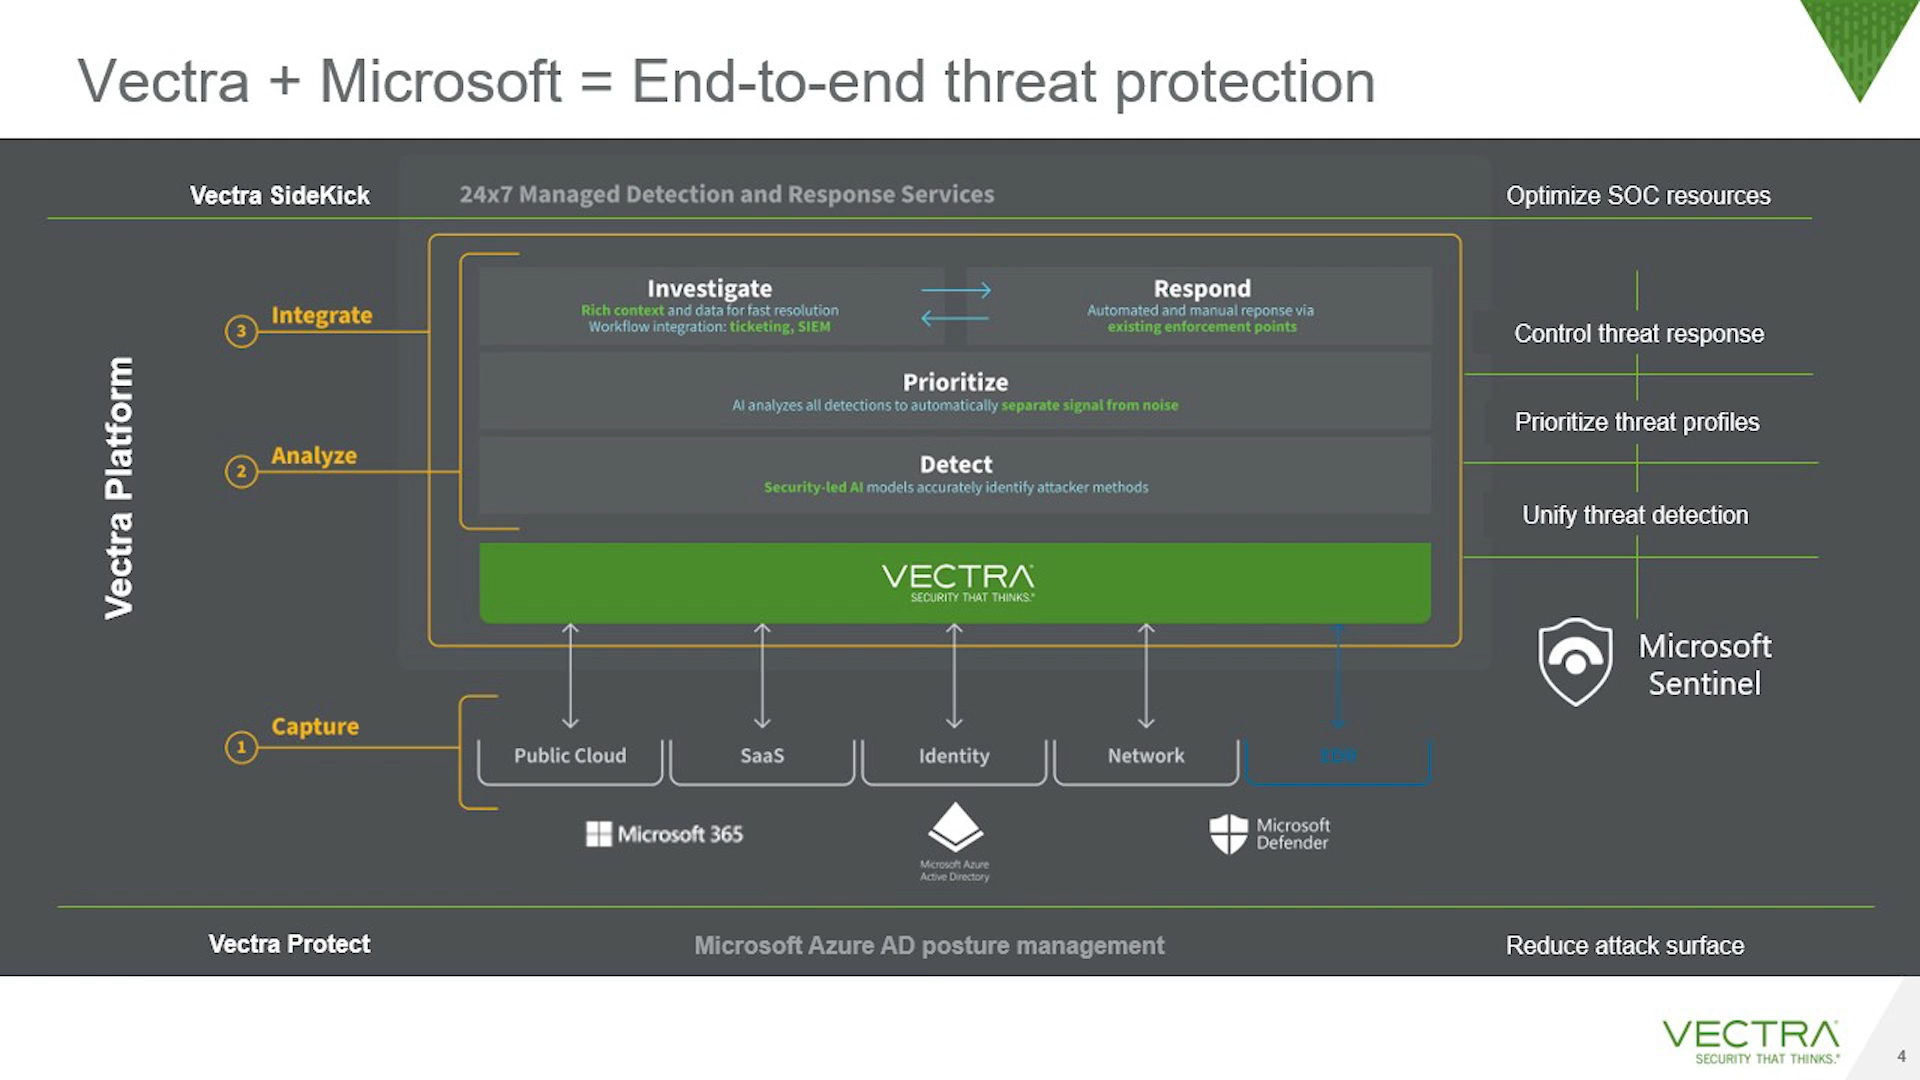 Vectra + Microsoft = End-to-end threat protection
Vectra SideKick
24x7 Managed Detection and Response Services
Optimize SOC resources
Vectra Platform
3
Integrate
Investigate
Rich context and data for fast resolution
Workflow integration: ticketing, SIEM
Respond
Automated and manual reponse via
existing enforcement points
Control threat response
Prioritize
AI analyzes all detections to automatically separate signal from noise
Prioritize threat profiles
2
Analyze
Detect
Security-led AI models accurately identify attacker methods
Unify threat detection
VECTRA
SECURITY THAT THINKS.®
Microsoft
Sentinel
1
Capture
Public Cloud
SaaS
Identity
Network
EDR
Microsoft 365
Microsoft Azure
Active Directory
Microsoft
Defender
Vectra Protect
Microsoft Azure AD posture management
Reduce attack surface
VECTRA
SECURITY THAT THINKS.®
4